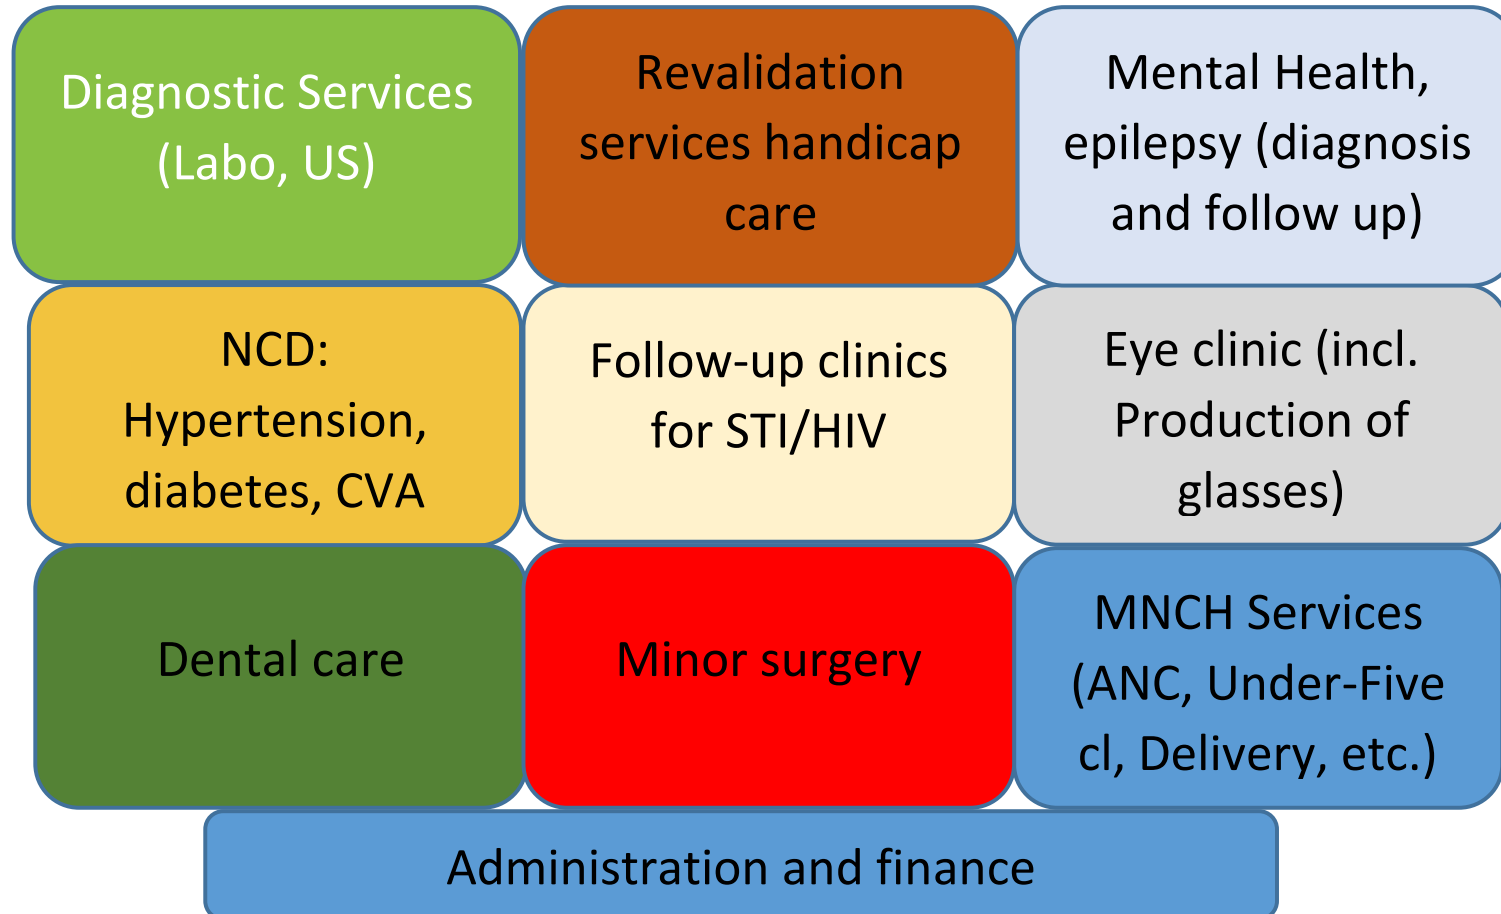 Diagnostic Services
(Labo, US)
Revalidation
services handicap
care
Mental Health,
epilepsy (diagnosis
and follow up)
NCD:
Hypertension,
diabetes, CVA
Follow-up clinics
for STI/HIV
Eye clinic (incl.
Production of
glasses)
Dental care
Minor surgery
MNCH Services
(ANC, Under-Five
cl, Delivery, etc.)
Administration and finance